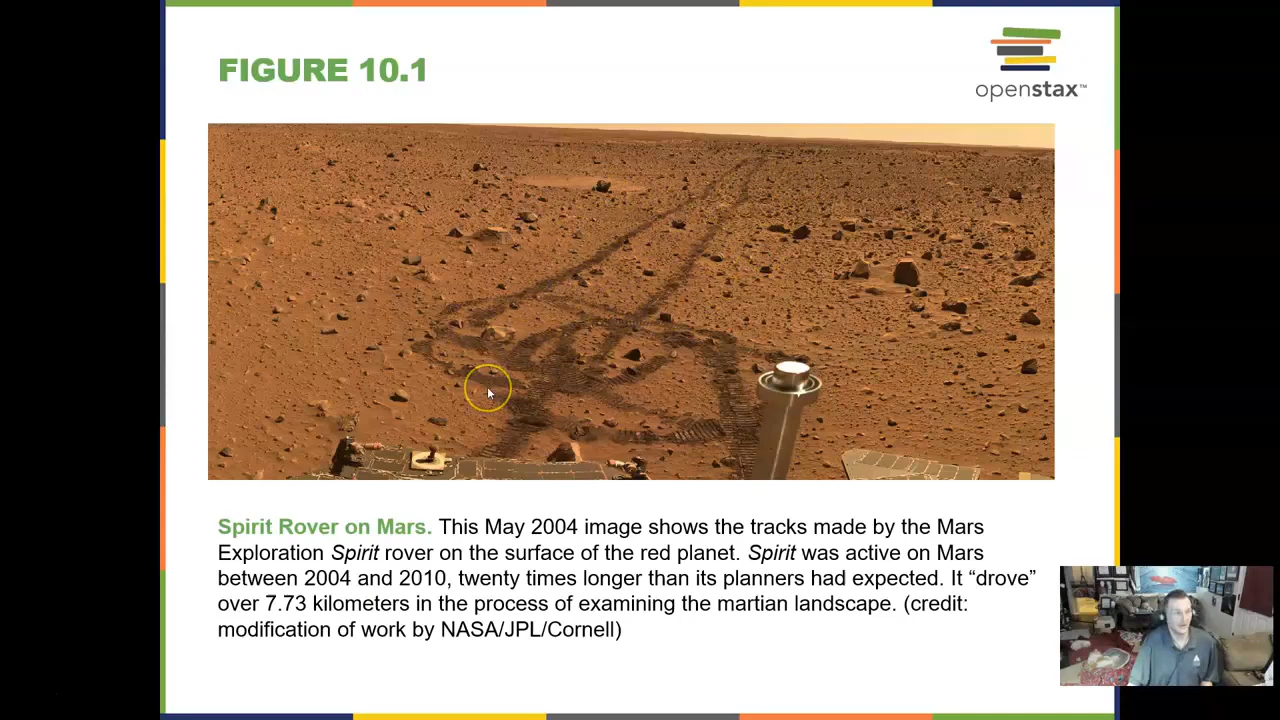 FIGURE 10.1
openstax™
Spirit Rover on Mars. This May 2004 image shows the tracks made by the Mars
Exploration Spirit rover on the surface of the red planet. Spirit was active on Mars
between 2004 and 2010, twenty times longer than its planners had expected. It “drove”
over 7.73 kilometers in the process of examining the martian landscape. (credit:
modification of work by NASA/JPL/Cornell)